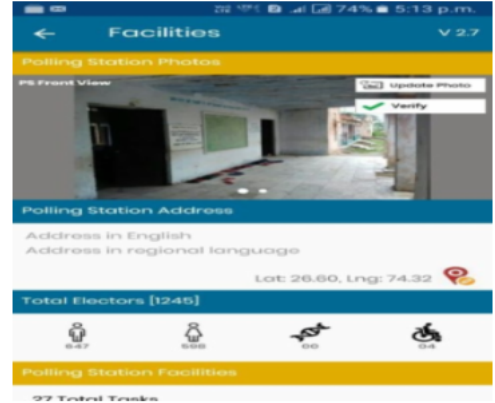 74% 5:13 p.m.
Facilities V 2.7
Polling Station Photos
PS Front View
Update Photo
Verify
Polling Station Address
Address in English
Address in regional language
Lat: 26.60, Lng: 74.32
Total Electors [1245]
647 598 00 04
Polling Station Facilities
27 Total Tasks